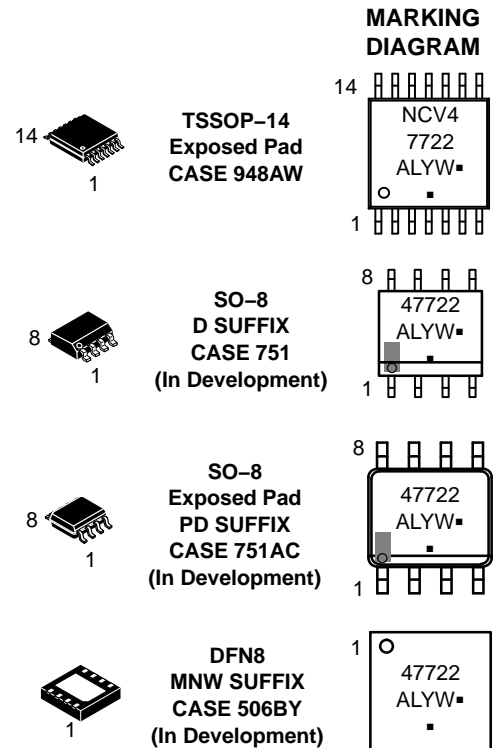 MARKING
DIAGRAM
14
1
TSSOP−14
Exposed Pad
CASE 948AW
14
NCV4
7722
ALYW▪
▪
1
8
1
SO−8
D SUFFIX
CASE 751
(In Development)
8
47722
ALYW▪
▪
1
8
1
SO−8
Exposed Pad
PD SUFFIX
CASE 751AC
(In Development)
8
47722
ALYW▪
▪
1
1
DFN8
MNW SUFFIX
CASE 506BY
(In Development)
1
47722
ALYW▪
▪